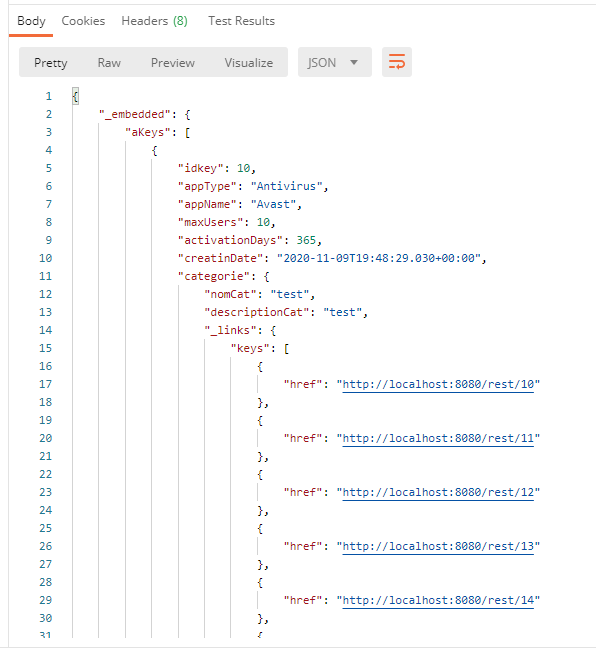 Body Cookies Headers (8) Test Results
Pretty Raw Preview Visualize JSON
1 {
2 "_embedded": {
3 "aKeys": [
4 {
5 "idkey": 10,
6 "appType": "Antivirus",
7 "appName": "Avast",
8 "maxUsers": 10,
9 "activationDays": 365,
10 "creatinDate": "2020-11-09T19:48:29.030+00:00",
11 "categorie": {
12 "nomCat": "test",
13 "descriptionCat": "test",
14 "_links": {
15 "keys": [
16 {
17 "href": "http://localhost:8080/rest/10"
18 },
19 {
20 "href": "http://localhost:8080/rest/11"
21 },
22 {
23 "href": "http://localhost:8080/rest/12"
24 },
25 {
26 "href": "http://localhost:8080/rest/13"
27 },
28 {
29 "href": "http://localhost:8080/rest/14"
30 },
31 {